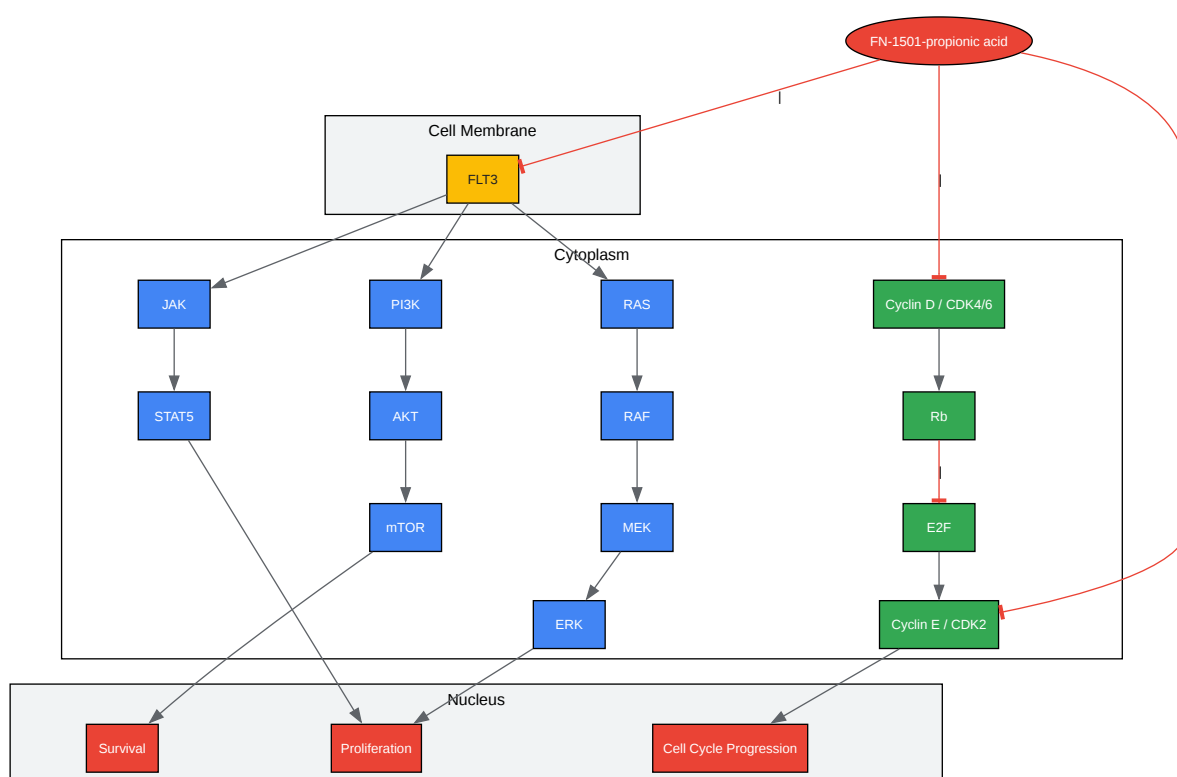 FN-1501-propionic acid
|
Cell Membrane
FLT3
|
Cytoplasm
JAK
PI3K
RAS
Cyclin D / CDK4/6
STAT5
AKT
RAF
Rb
|
mTOR
MEK
E2F
ERK
Cyclin E / CDK2
Nucleus
Survival
Proliferation
Cell Cycle Progression